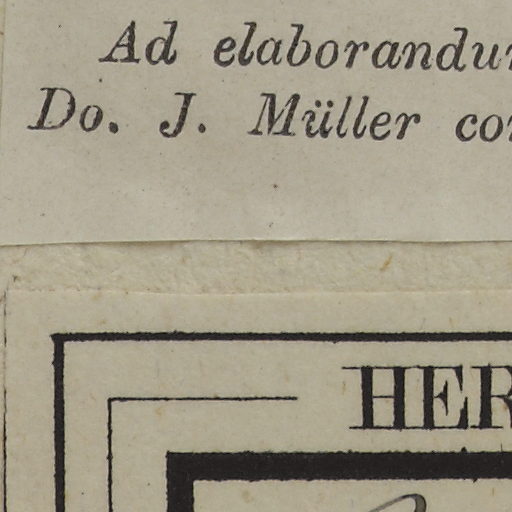 Ad elaborandu
Do. J. Müller co
HER